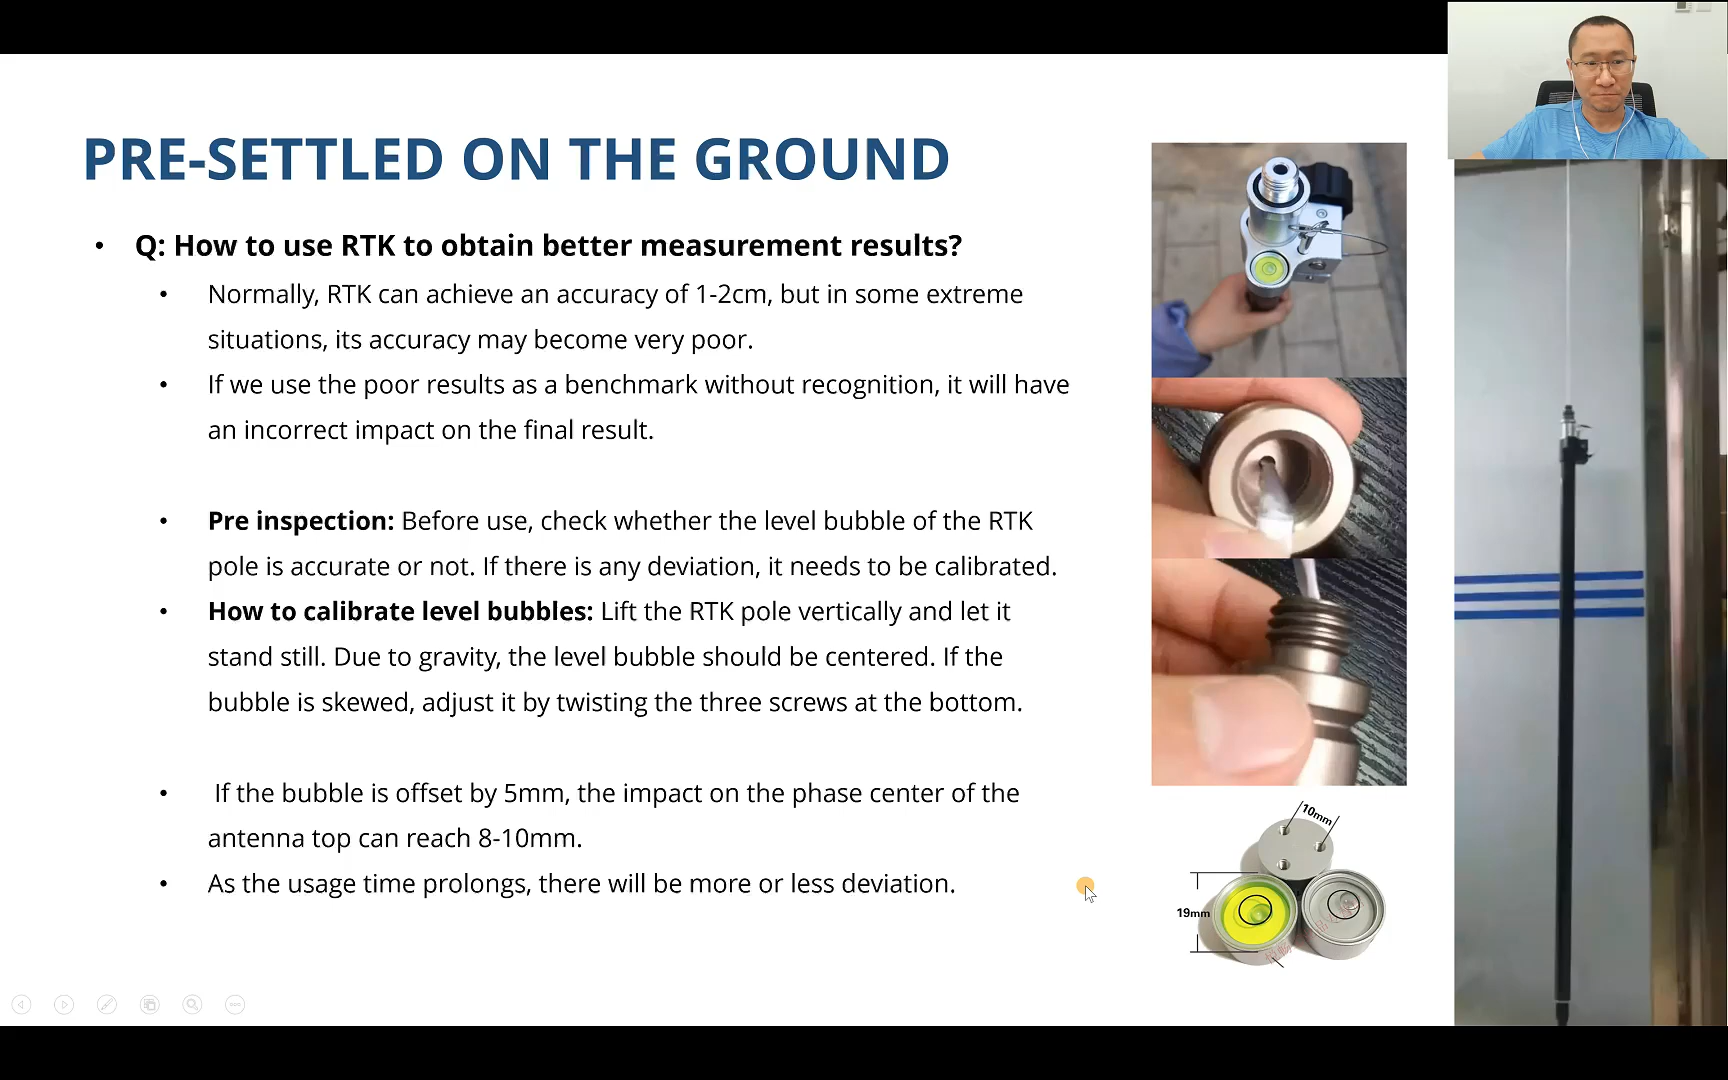 PRE-SETTLED ON THE GROUND
• Q: How to use RTK to obtain better measurement results?
• Normally, RTK can achieve an accuracy of 1-2cm, but in some extreme
situations, its accuracy may become very poor.
• If we use the poor results as a benchmark without recognition, it will have
an incorrect impact on the final result.
• Pre inspection: Before use, check whether the level bubble of the RTK
pole is accurate or not. If there is any deviation, it needs to be calibrated.
• How to calibrate level bubbles: Lift the RTK pole vertically and let it
stand still. Due to gravity, the level bubble should be centered. If the
bubble is skewed, adjust it by twisting the three screws at the bottom.
• If the bubble is offset by 5mm, the impact on the phase center of the
antenna top can reach 8-10mm.
• As the usage time prolongs, there will be more or less deviation.
10mm
19mm